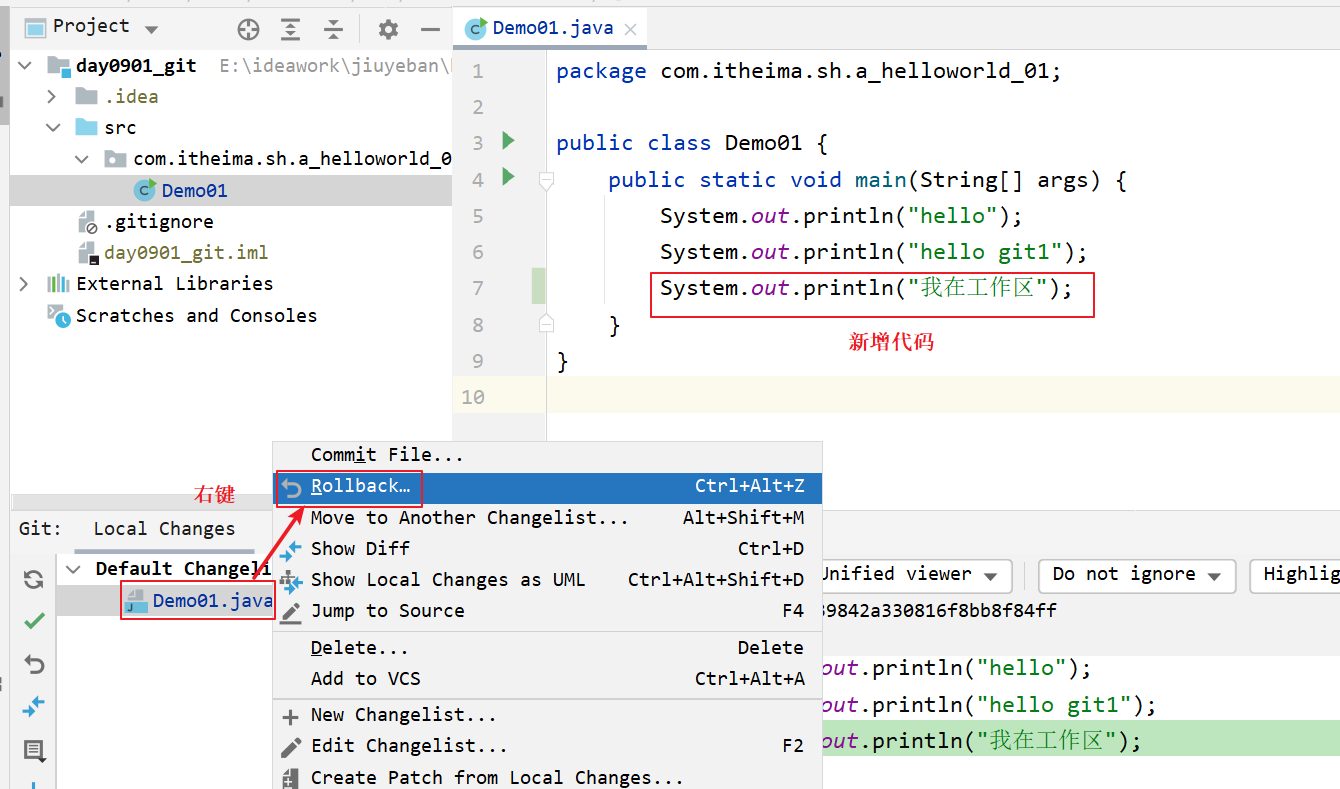 Project
day0901_git E:\ideawork\jiuyeban\
.idea
src
com.itheima.sh.a_helloworld_0
Demo01
.gitignore
day0901_git.iml
External Libraries
Scratches and Consoles
Demo01.java
1 package com.itheima.sh.a_helloworld_01;
2
3 public class Demo01 {
4 public static void main(String[] args) {
5 System.out.println("hello");
6 System.out.println("hello git1");
7 System.out.println("我在工作区");
8 }
9 }
10
新增代码
右键
Git: Local Changes
Default Changeli
Demo01.java
Commit File...
Rollback… Ctrl+Alt+Z
Move to Another Changelist... Alt+Shift+M
Show Diff Ctrl+D
Show Local Changes as UML Ctrl+Alt+Shift+D
Jump to Source F4
Delete... Delete
Add to VCS Ctrl+Alt+A
New Changelist...
Edit Changelist... F2
Create Patch from Local Changes...
Unified viewer Do not ignore Highlig
39842a330816f8bb8f84ff
out.println("hello");
out.println("hello git1");
out.println("我在工作区");